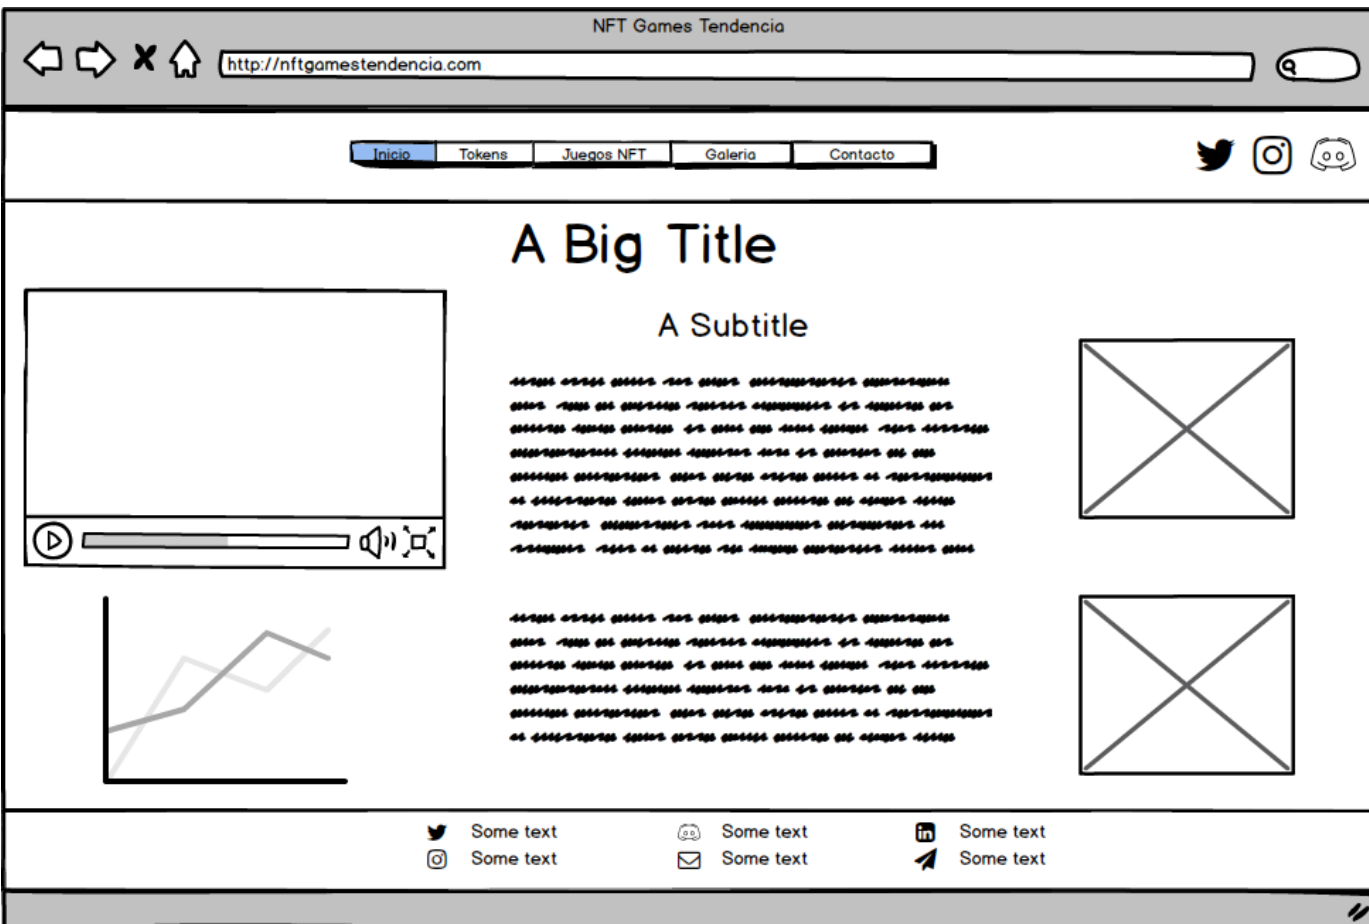 NFT Games Tendencia
http://nftgamestendencia.com
Inicio Tokens Juegos NFT Galeria Contacto
A Big Title
A Subtitle
Some text Some text Some text
Some text Some text Some text